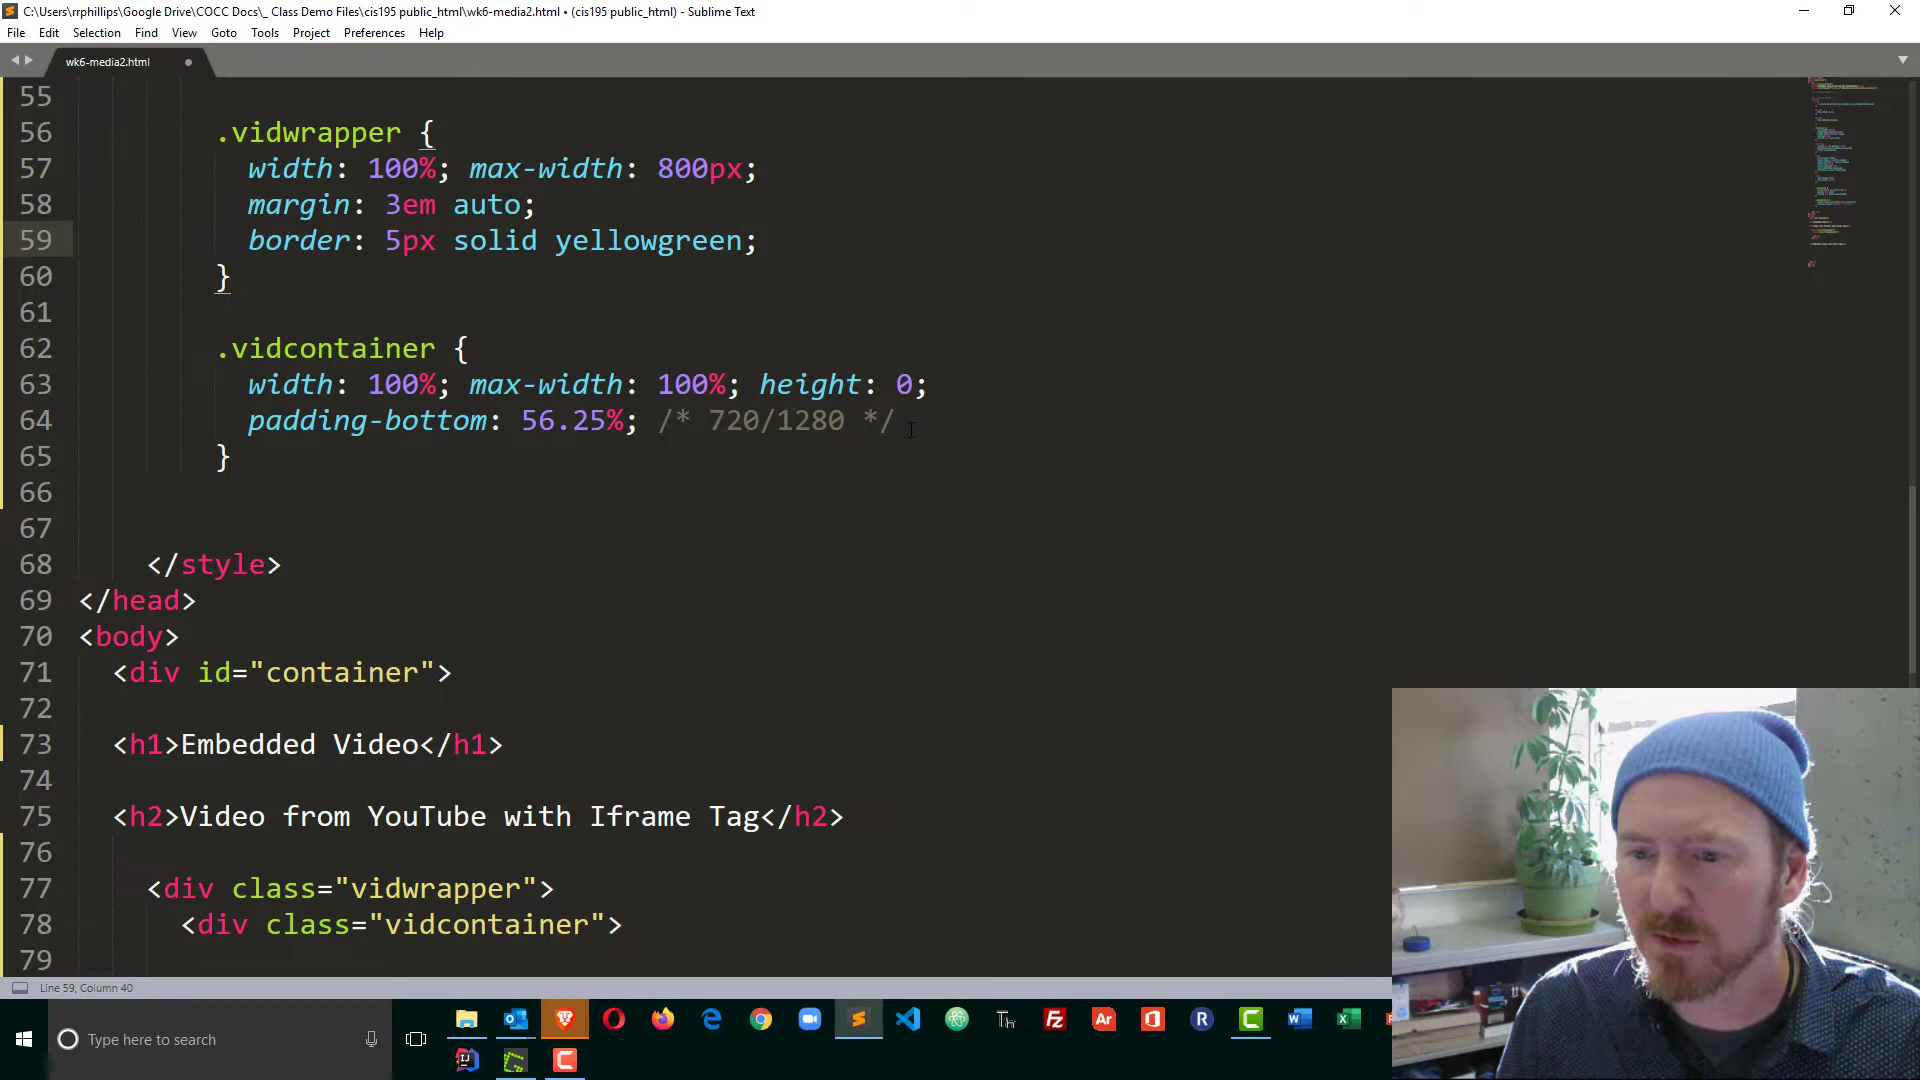 C:\Users\rrphillips\Google Drive\COCC Docs\_ Class Demo Files\cis195 public_html\wk6-media2.html • (cis195 public_html) - Sublime Text
File Edit Selection Find View Goto Tools Project Preferences Help
wk6-media2.html
55
56 .vidwrapper {
57 width: 100%; max-width: 800px;
58 margin: 3em auto;
59 border: 5px solid yellowgreen;
60 }
61
62 .vidcontainer {
63 width: 100%; max-width: 100%; height: 0;
64 padding-bottom: 56.25%; /* 720/1280 */
65 }
66
67
68 </style>
69 </head>
70 <body>
71 <div id="container">
72
73 <h1>Embedded Video</h1>
74
75 <h2>Video from YouTube with Iframe Tag</h2>
76
77 <div class="vidwrapper">
78 <div class="vidcontainer">
79
Line 59, Column 40
Type here to search